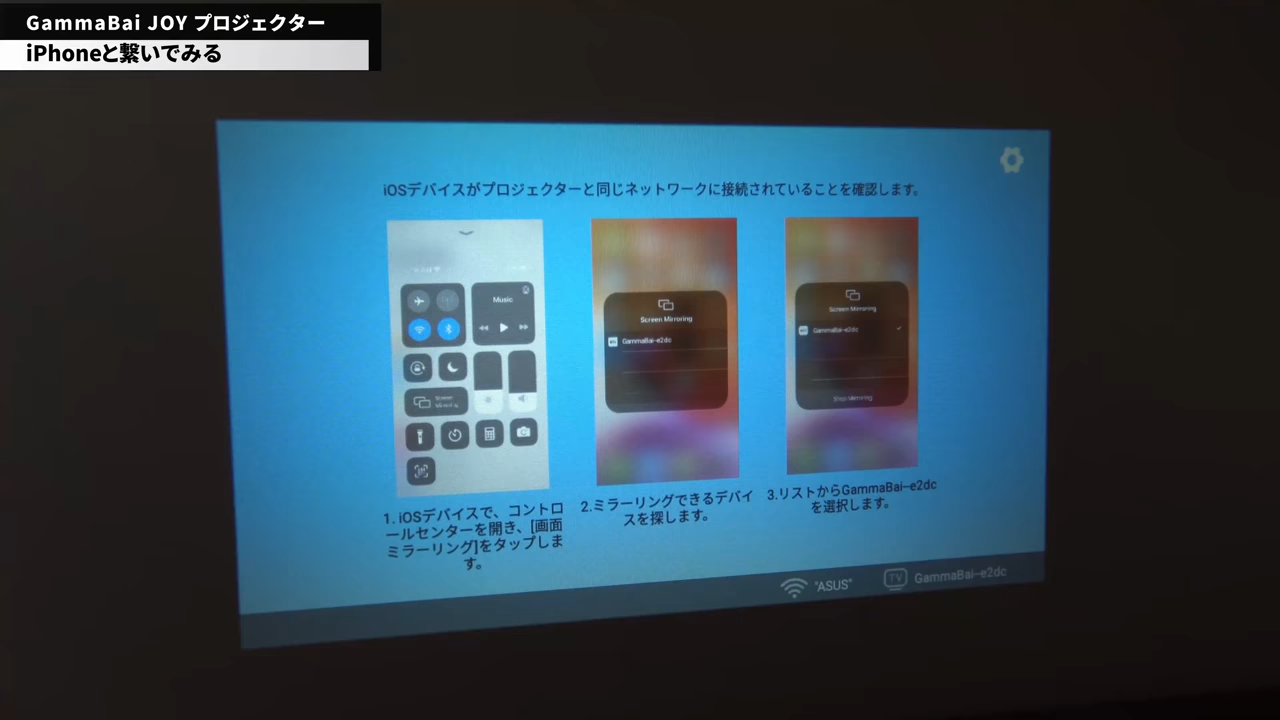 GammaBai JOY プロジェクター
iPhoneと繋いでみる
iOSデバイスがプロジェクターと同じネットワークに接続されていることを確認します。
Music
Screen
Screen Mirroring
GammaBai-e2dc
Screen Mirroring
GammaBai-e2dc
Stop Mirroring
1. iOSデバイスで、コントロ
ールセンターを開き、[画面
ミラーリング]をタップしま
す。
2.ミラーリングできるデバイ
スを探します。
3.リストからGammaBai-e2dc
を選択します。
"ASUS"
TV
GammaBai-e2dc